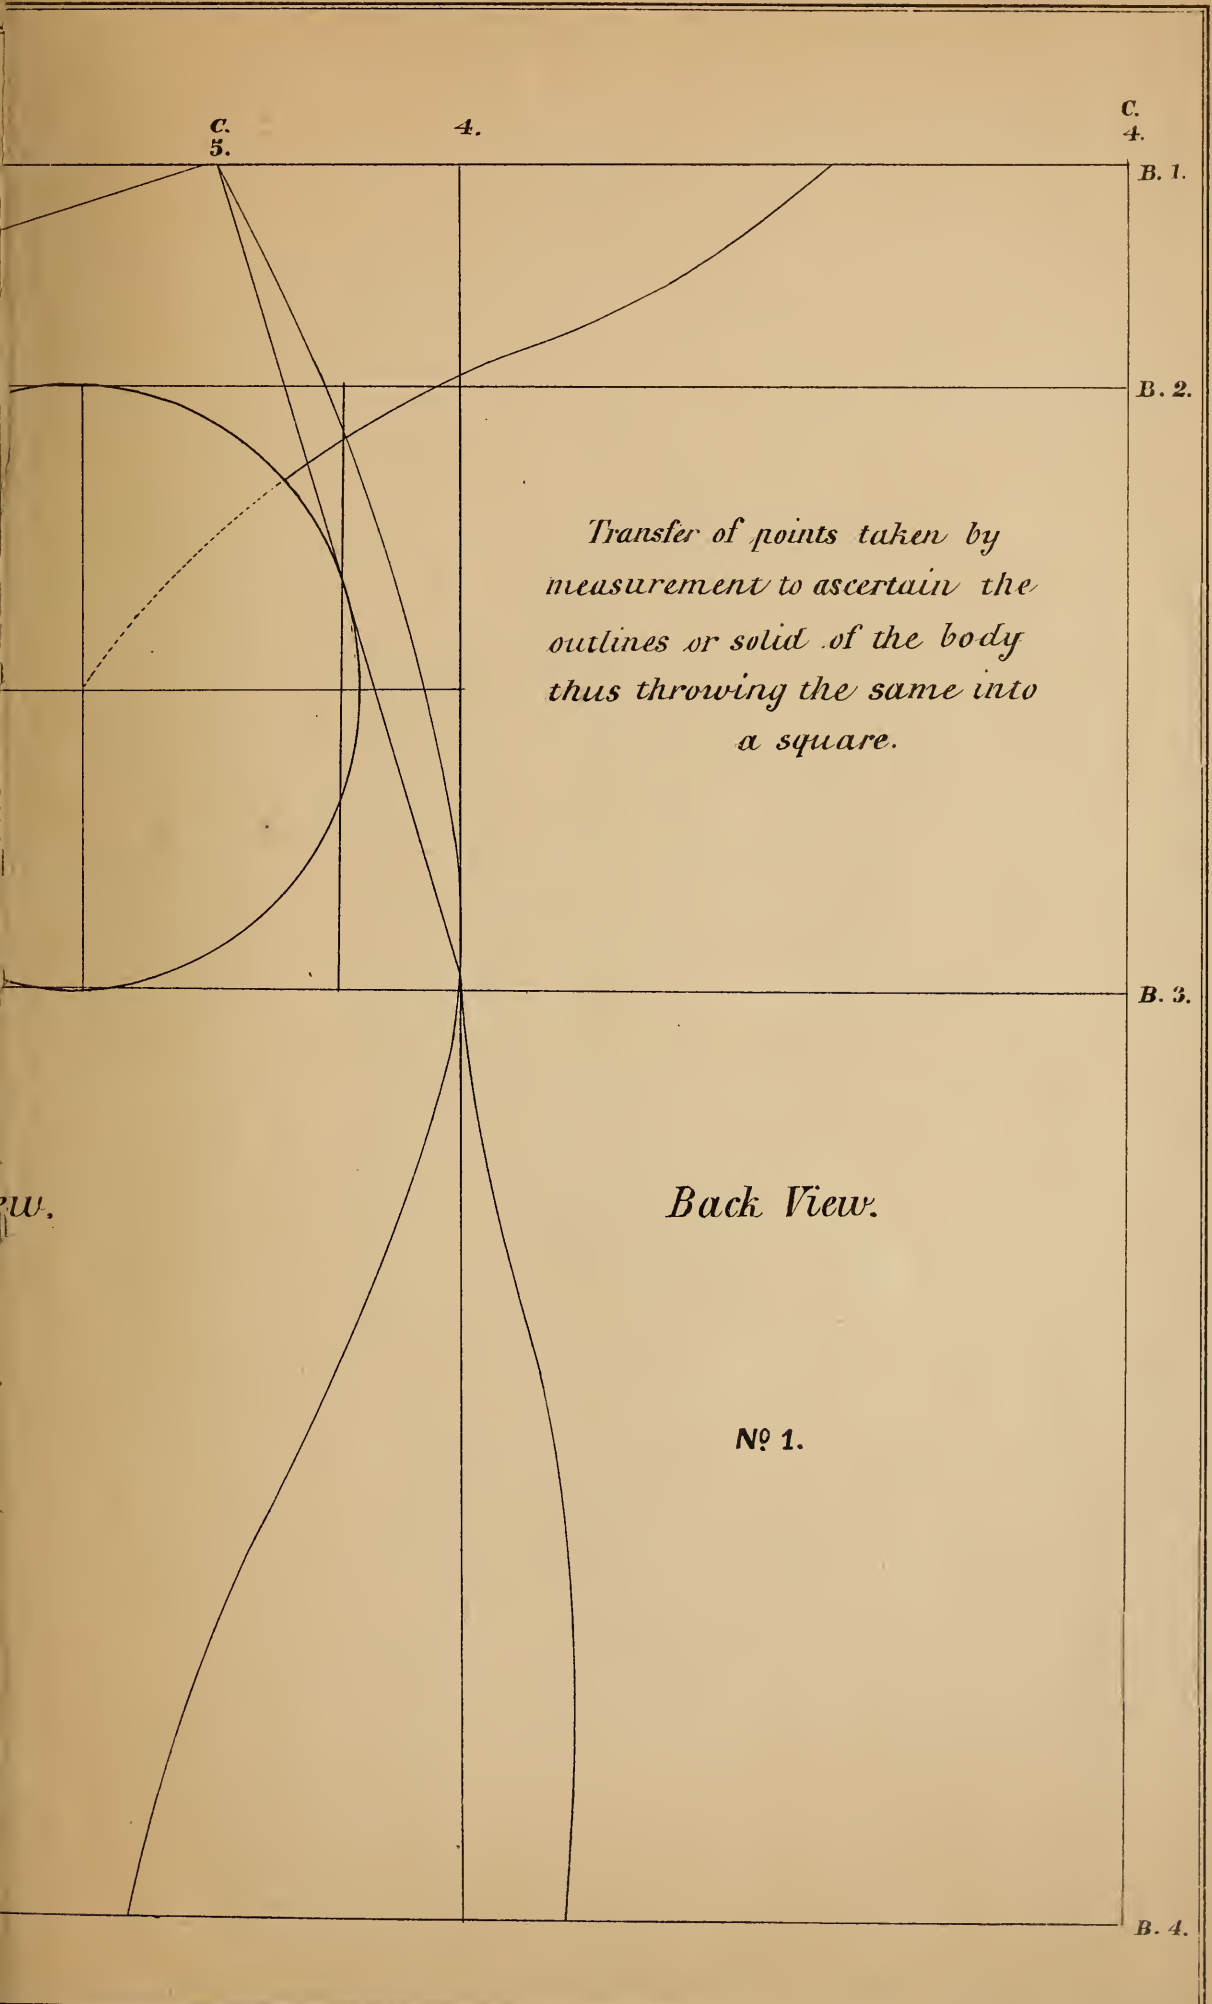 C.
5.
4.
C.
4.
B. 1.
B. 2.
Transfer of points taken by
measurement to ascertain the
outlines or solid of the body
thus throwing the same into
a square.
B. 3.
Back View.
Nº 1.
B. 4.